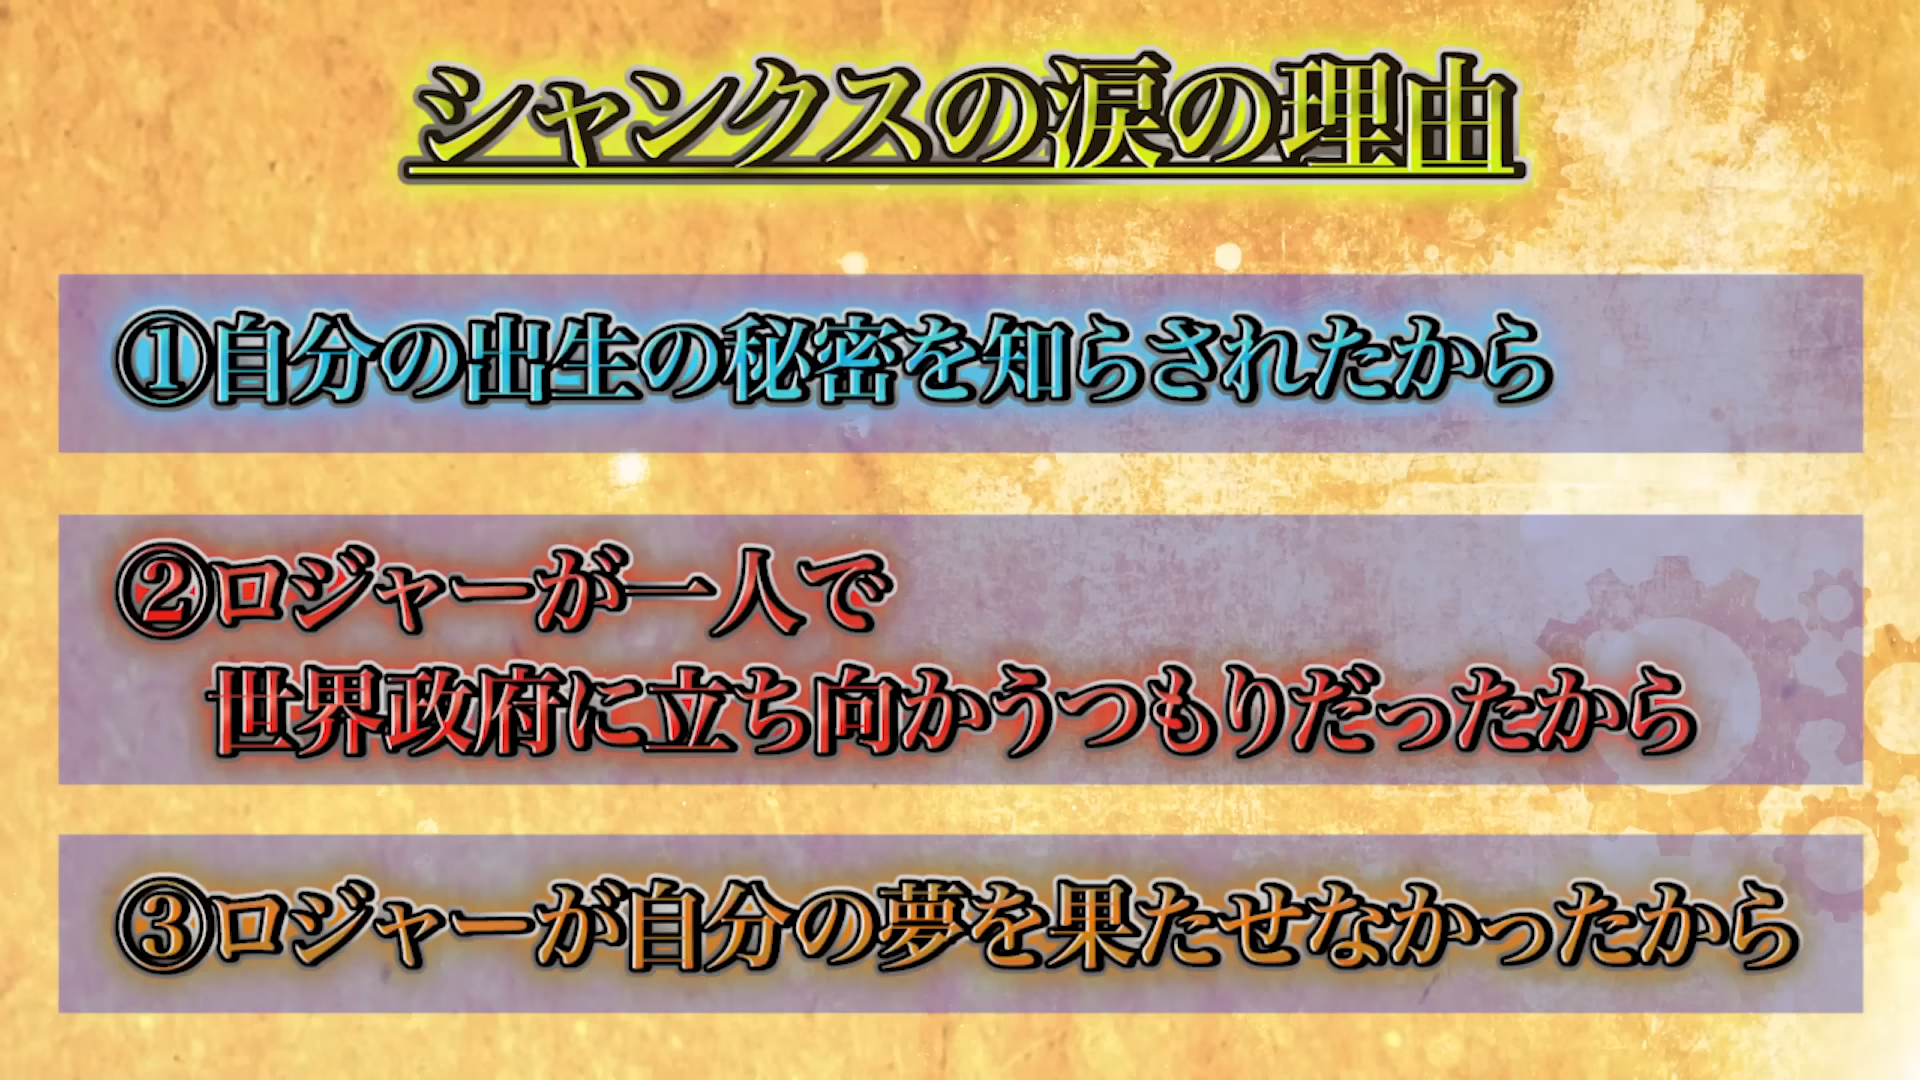 シャンクスの涙の理由
①自分の出生の秘密を知らされたから
②ロジャーが一人で
世界政府に立ち向かうつもりだったから
③ロジャーが自分の夢を果たせなかったから